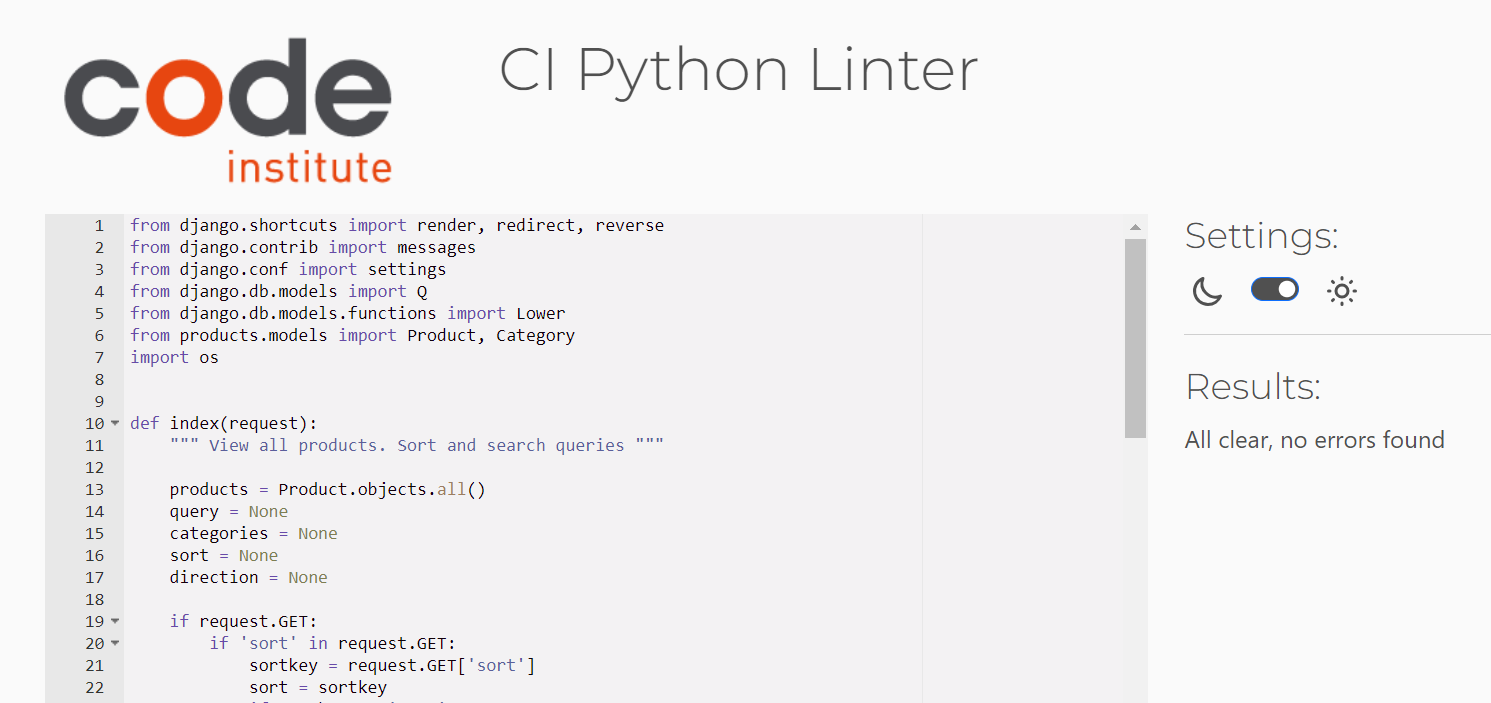 code
institute
CI Python Linter
1 from django.shortcuts import render, redirect, reverse
2 from django.contrib import messages
3 from django.conf import settings
4 from django.db.models import Q
5 from django.db.models.functions import Lower
6 from products.models import Product, Category
7 import os
8
9
10 def index(request):
11     """ View all products. Sort and search queries """
12
13     products = Product.objects.all()
14     query = None
15     categories = None
16     sort = None
17     direction = None
18
19     if request.GET:
20         if 'sort' in request.GET:
21             sortkey = request.GET['sort']
22             sort = sortkey
Settings:
Results:
All clear, no errors found